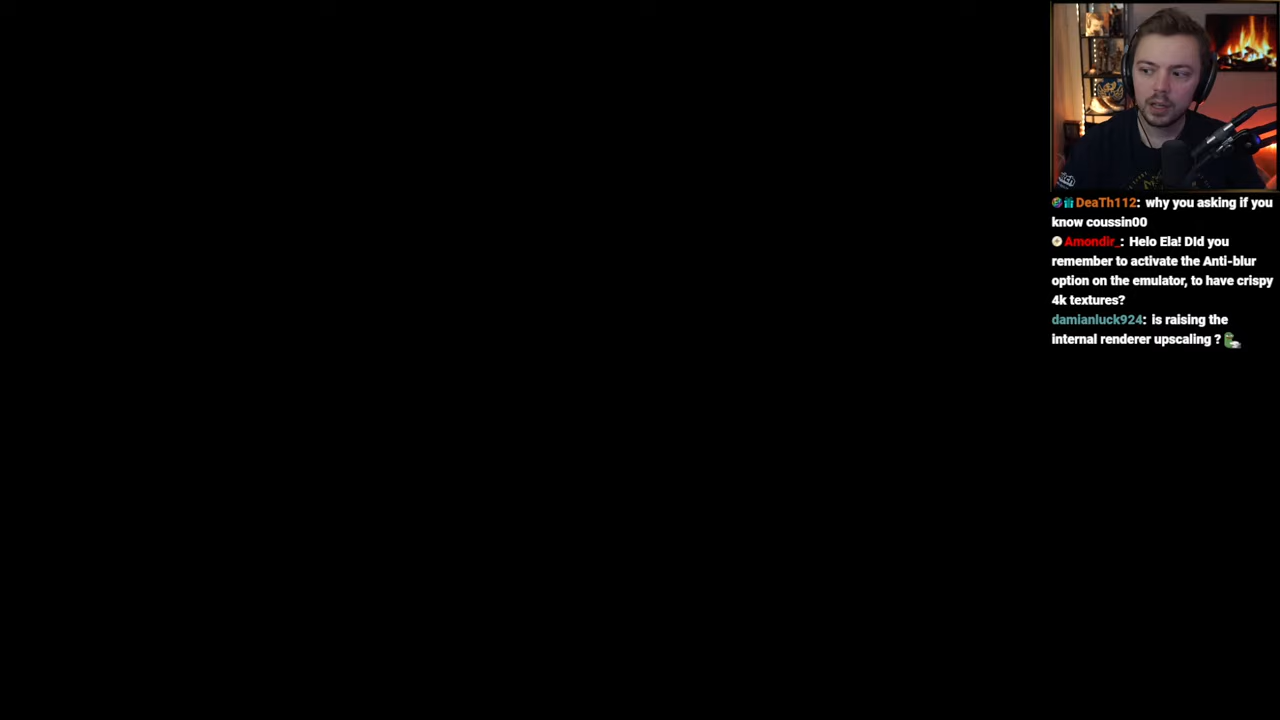 DeaTh112: why you asking if you
know coussin00
Amondir_: Helo Ela! DId you
remember to activate the Anti-blur
option on the emulator, to have crispy
4k textures?
damianluck924: is raising the
internal renderer upscaling ?